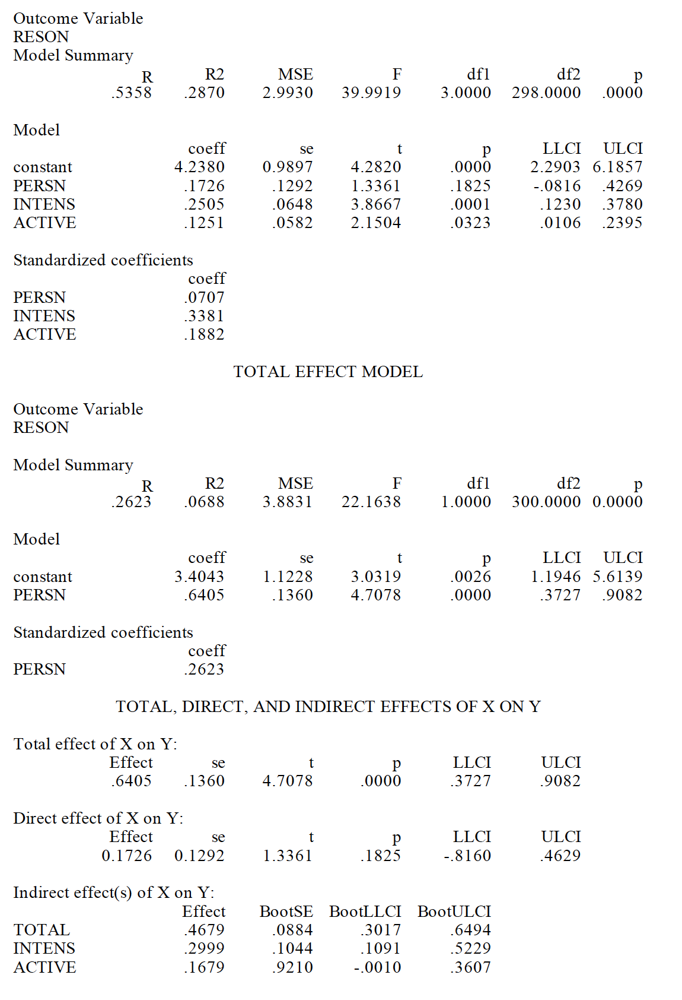 Outcome Variable
RESON
Model Summary
R R2 MSE F df1 df2 p
.5358 .2870 2.9930 39.9919 3.0000 298.0000 .0000
Model
coeff se t p LLCI ULCI
constant 4.2380 0.9897 4.2820 .0000 2.2903 6.1857
PERSN .1726 .1292 1.3361 .1825 -.0816 .4269
INTENS .2505 .0648 3.8667 .0001 .1230 .3780
ACTIVE .1251 .0582 2.1504 .0323 .0106 .2395
Standardized coefficients
coeff
PERSN .0707
INTENS .3381
ACTIVE .1882
TOTAL EFFECT MODEL
Outcome Variable
RESON
Model Summary
R R2 MSE F df1 df2 p
.2623 .0688 3.8831 22.1638 1.0000 300.0000 0.0000
Model
coeff se t p LLCI ULCI
constant 3.4043 1.1228 3.0319 .0026 1.1946 5.6139
PERSN .6405 .1360 4.7078 .0000 .3727 .9082
Standardized coefficients
coeff
PERSN .2623
TOTAL, DIRECT, AND INDIRECT EFFECTS OF X ON Y
Total effect of X on Y:
Effect se t p LLCI ULCI
.6405 .1360 4.7078 .0000 .3727 .9082
Direct effect of X on Y:
Effect se t p LLCI ULCI
0.1726 0.1292 1.3361 .1825 -.8160 .4629
Indirect effect(s) of X on Y:
Effect BootSE BootLLCI BootULCI
TOTAL .4679 .0884 .3017 .6494
INTENS .2999 .1044 .1091 .5229
ACTIVE .1679 .9210 -.0010 .3607